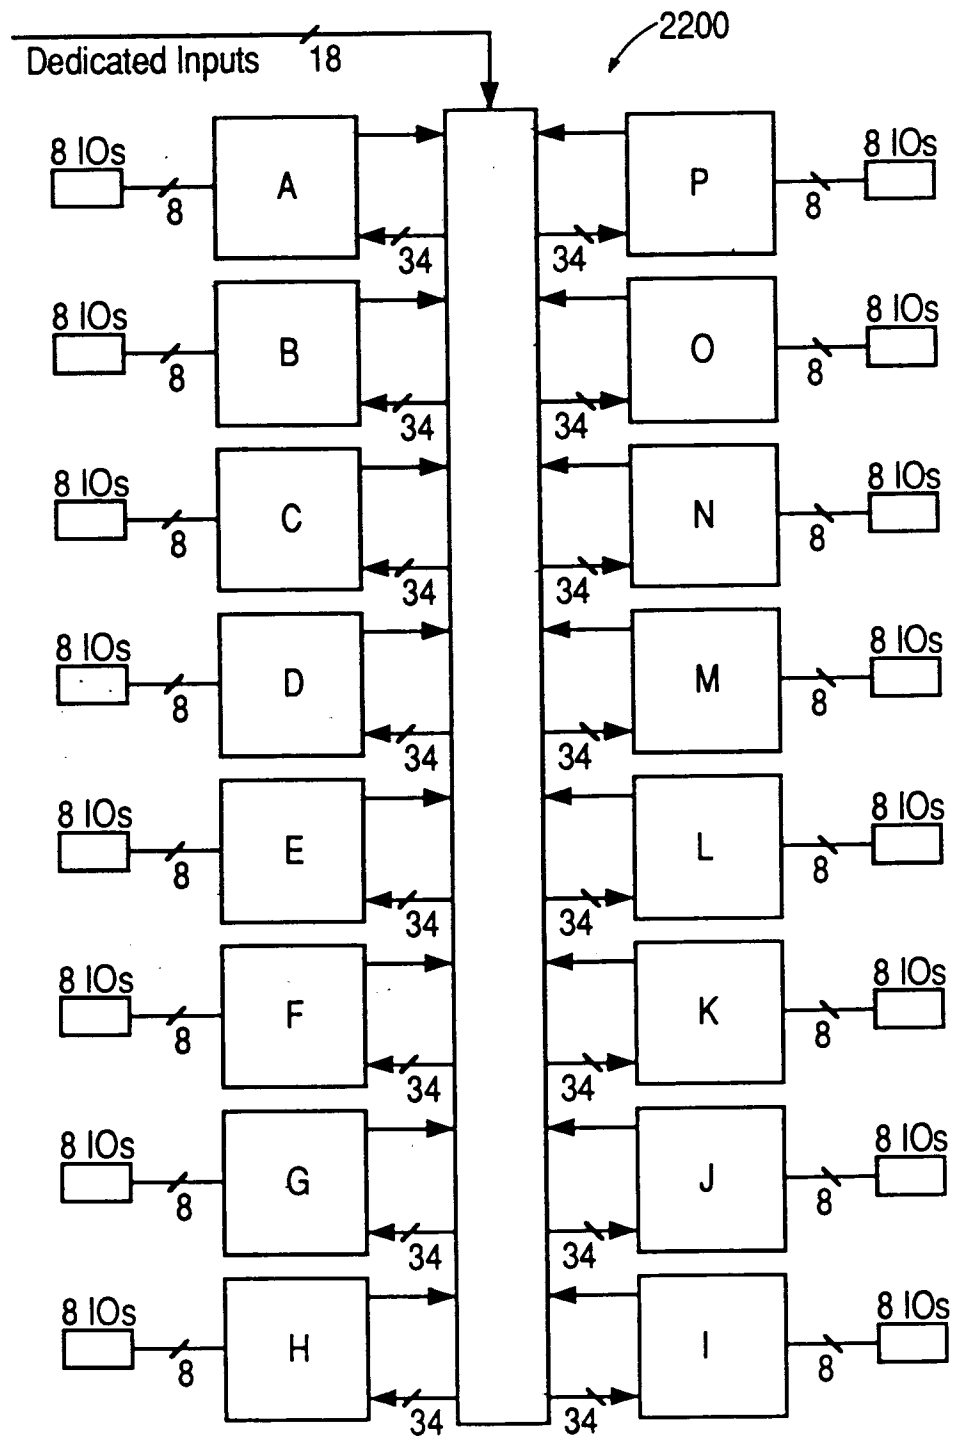 2200
Dedicated Inputs 18
8 IOs 8 A 34 34 P 8 8 IOs
8 IOs 8 B 34 34 O 8 8 IOs
8 IOs 8 C 34 34 N 8 8 IOs
8 IOs 8 D 34 34 M 8 8 IOs
8 IOs 8 E 34 34 L 8 8 IOs
8 IOs 8 F 34 34 K 8 8 IOs
8 IOs 8 G 34 34 J 8 8 IOs
8 IOs 8 H 34 34 I 8 8 IOs